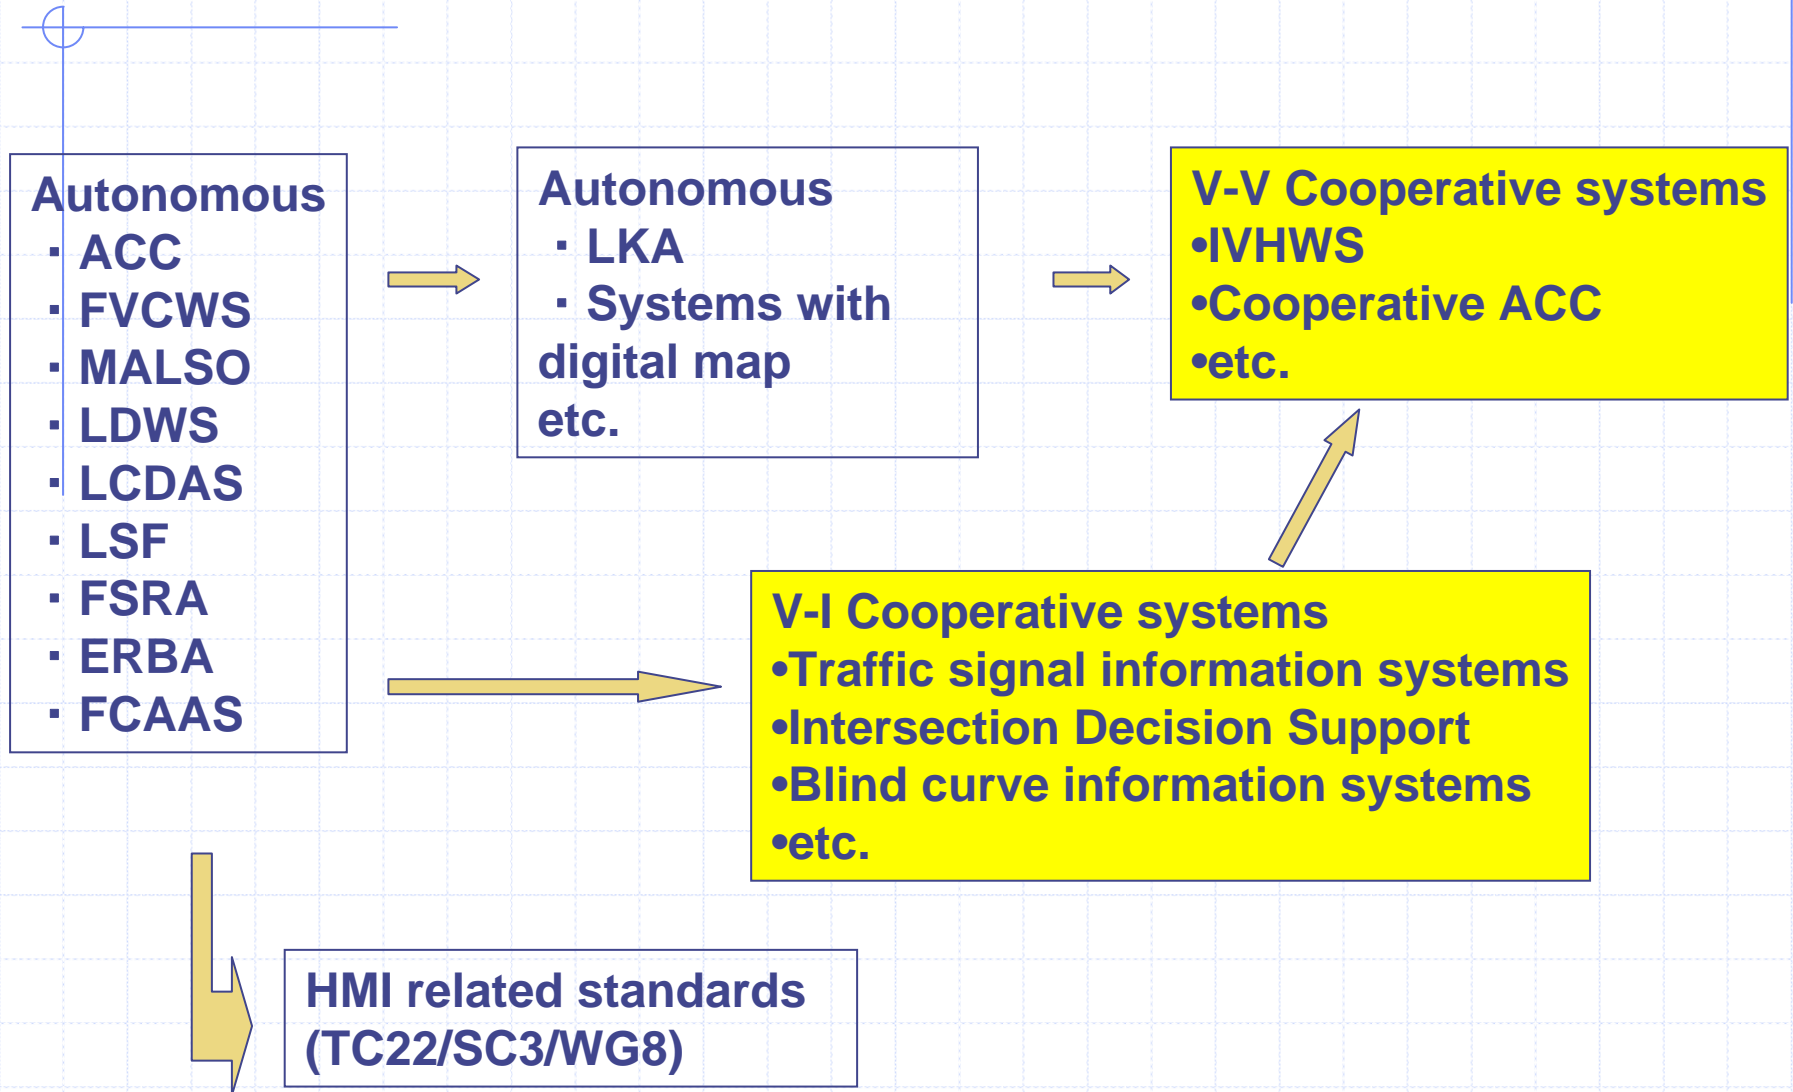 Autonomous
▪ ACC
▪ FVCWS
▪ MALSO
▪ LDWS
▪ LCDAS
▪ LSF
▪ FSRA
▪ ERBA
▪ FCAAS
Autonomous
▪ LKA
▪ Systems with
digital map
etc.
V-V Cooperative systems
•IVHWS
•Cooperative ACC
•etc.
V-I Cooperative systems
•Traffic signal information systems
•Intersection Decision Support
•Blind curve information systems
•etc.
HMI related standards
(TC22/SC3/WG8)